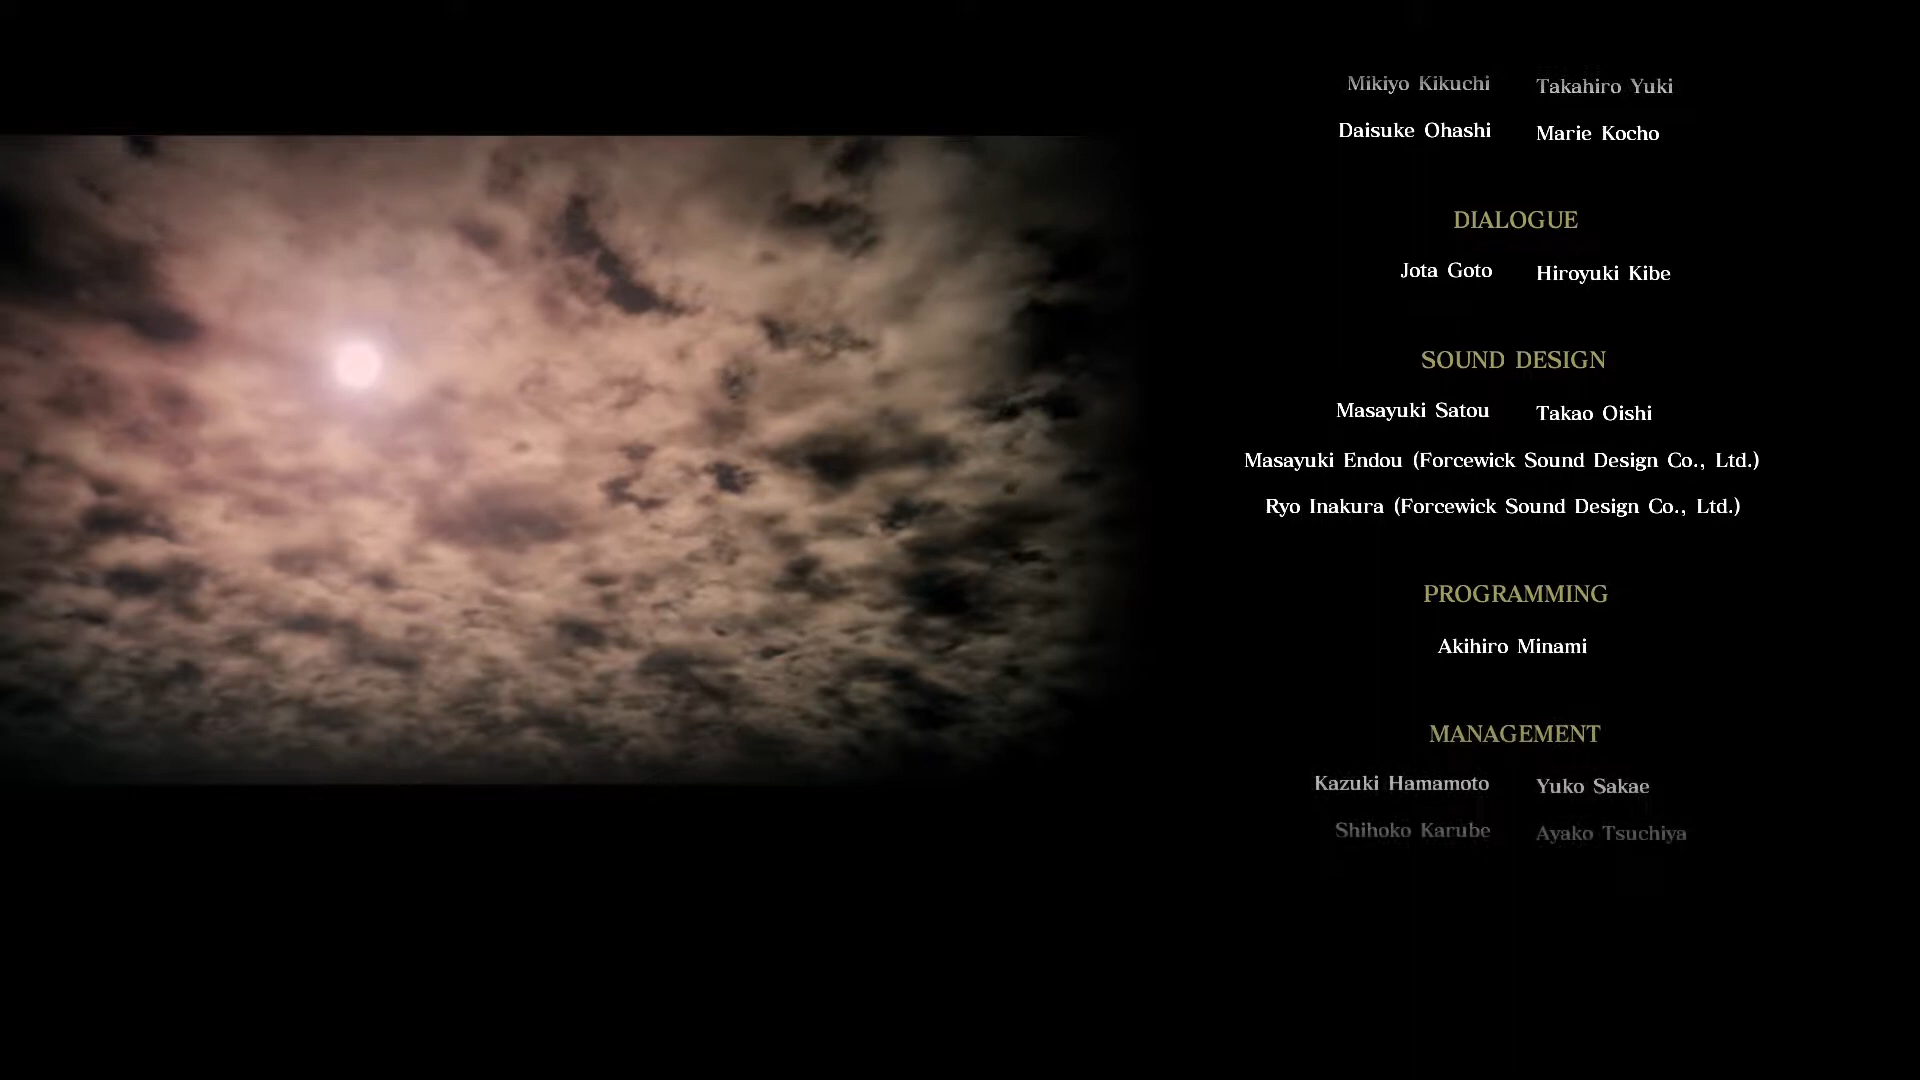 Mikiyo Kikuchi Takahiro Yuki
Daisuke Ohashi Marie Kocho
DIALOGUE
Jota Goto Hiroyuki Kibe
SOUND DESIGN
Masayuki Satou Takao Oishi
Masayuki Endou (Forcewick Sound Design Co., Ltd.)
Ryo Inakura (Forcewick Sound Design Co., Ltd.)
PROGRAMMING
Akihiro Minami
MANAGEMENT
Kazuki Hamamoto Yuko Sakae
Shihoko Karube Ayako Tsuchiya